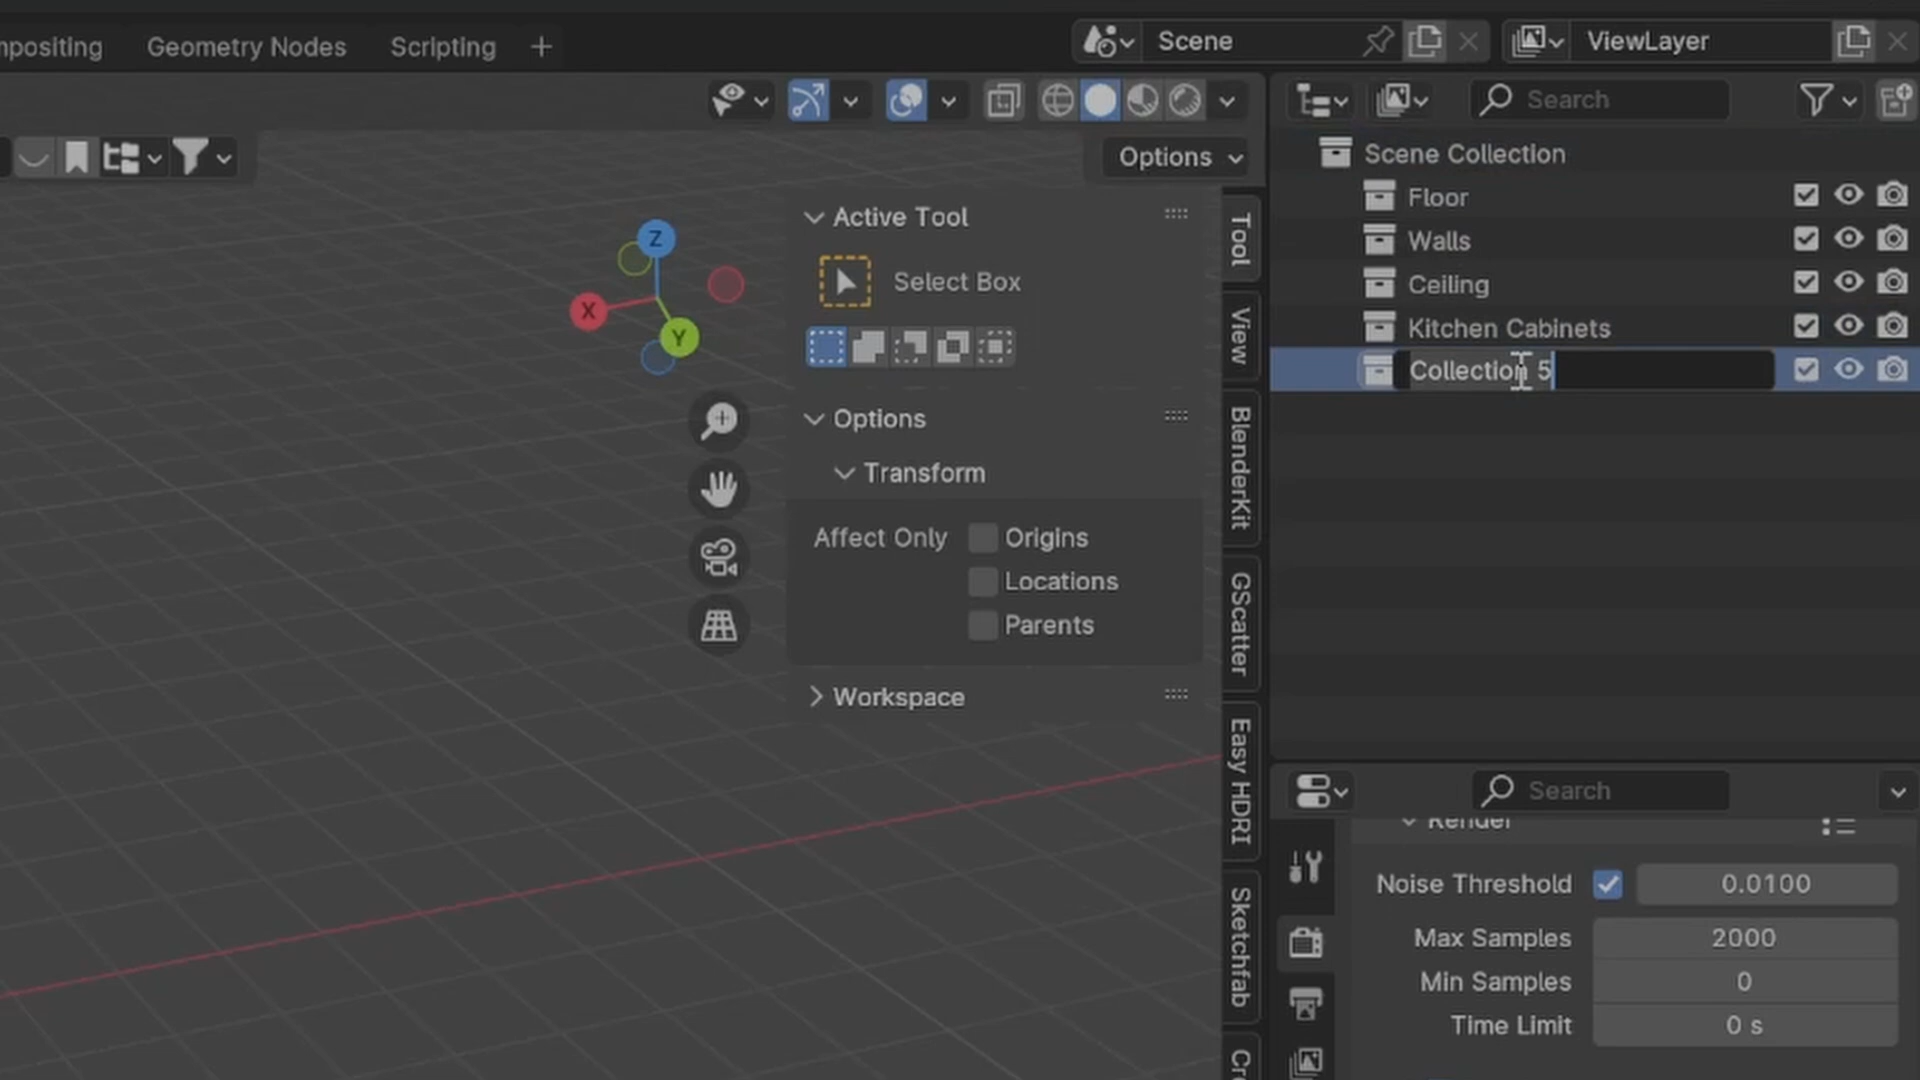 mpositing
Geometry Nodes
Scripting
Scene
ViewLayer
Search
Options
Scene Collection
Floor
Walls
Ceiling
Kitchen Cabinets
Collection 5
Z
X
Y
Active Tool
Select Box
Options
Transform
Affect Only
Origins
Locations
Parents
Workspace
Tool
View
BlenderKit
GScatter
Easy HDRI
Sketchfab
Cr
Search
Render
Noise Threshold
0.0100
Max Samples
2000
Min Samples
0
Time Limit
0 s